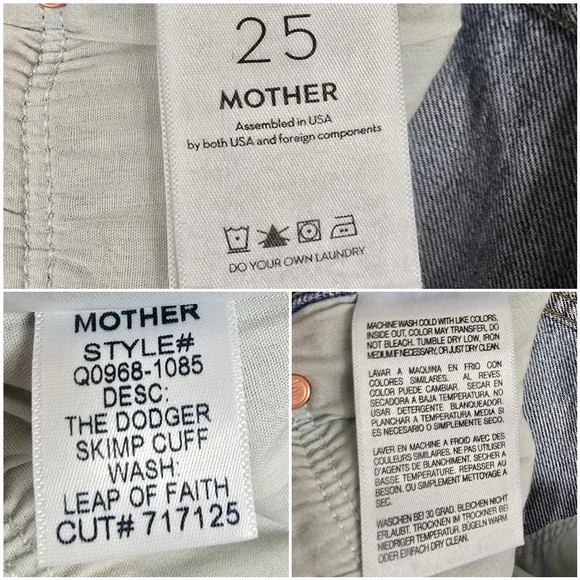 25
MOTHER
Assembled in USA
by both USA and foreign components
DO YOUR OWN LAUNDRY
MOTHER
STYLE#
Q0968-1085
DESC:
THE DODGER
SKIMP CUFF
WASH:
LEAP OF FAITH
CUT# 717125
MACHINE WASH COLD WITH LIKE COLORS,
INSIDE OUT, COLOR MAY TRANSFER, DO
NOT BLEACH. TUMBLE DRY LOW, IRON
MEDIUM IF NECESSARY, OR JUST DRY CLEAN.
LAVAR A MAQUINA EN FRIO CON
COLORES SIMILARES. AL REVES.
COLOR PUEDE CAMBIAR. SECAR EN
SECADORA A BAJA TEMPERATURA. NO
USAR DETERGENTE BLANQUEADOR.
PLANCHAR A TEMPERATURA MEDIA SI
ES NECESARIO O SIMPLEMENTE SECO.
LAVER EN MACHINE A FROID AVEC DES
COULEURS SIMILAIRES. NE PAS UTILISER
D'AGENTS DE BLANCHIMENT. SECHER A
BASSE TEMPERATURE. REPASSER AU
BESOIN. OU SIMPLEMENT METTOYAGE A
SEC.
WASCHEN BEI 30 GRAD. BLEICHEN NICHT
ERLAUBT. TROCKNEN IM TROCKNER BEI
NIEDRIGER TEMPERATUR. BÜGELN WARM.
ODER EINFACH DRY CLEAN.